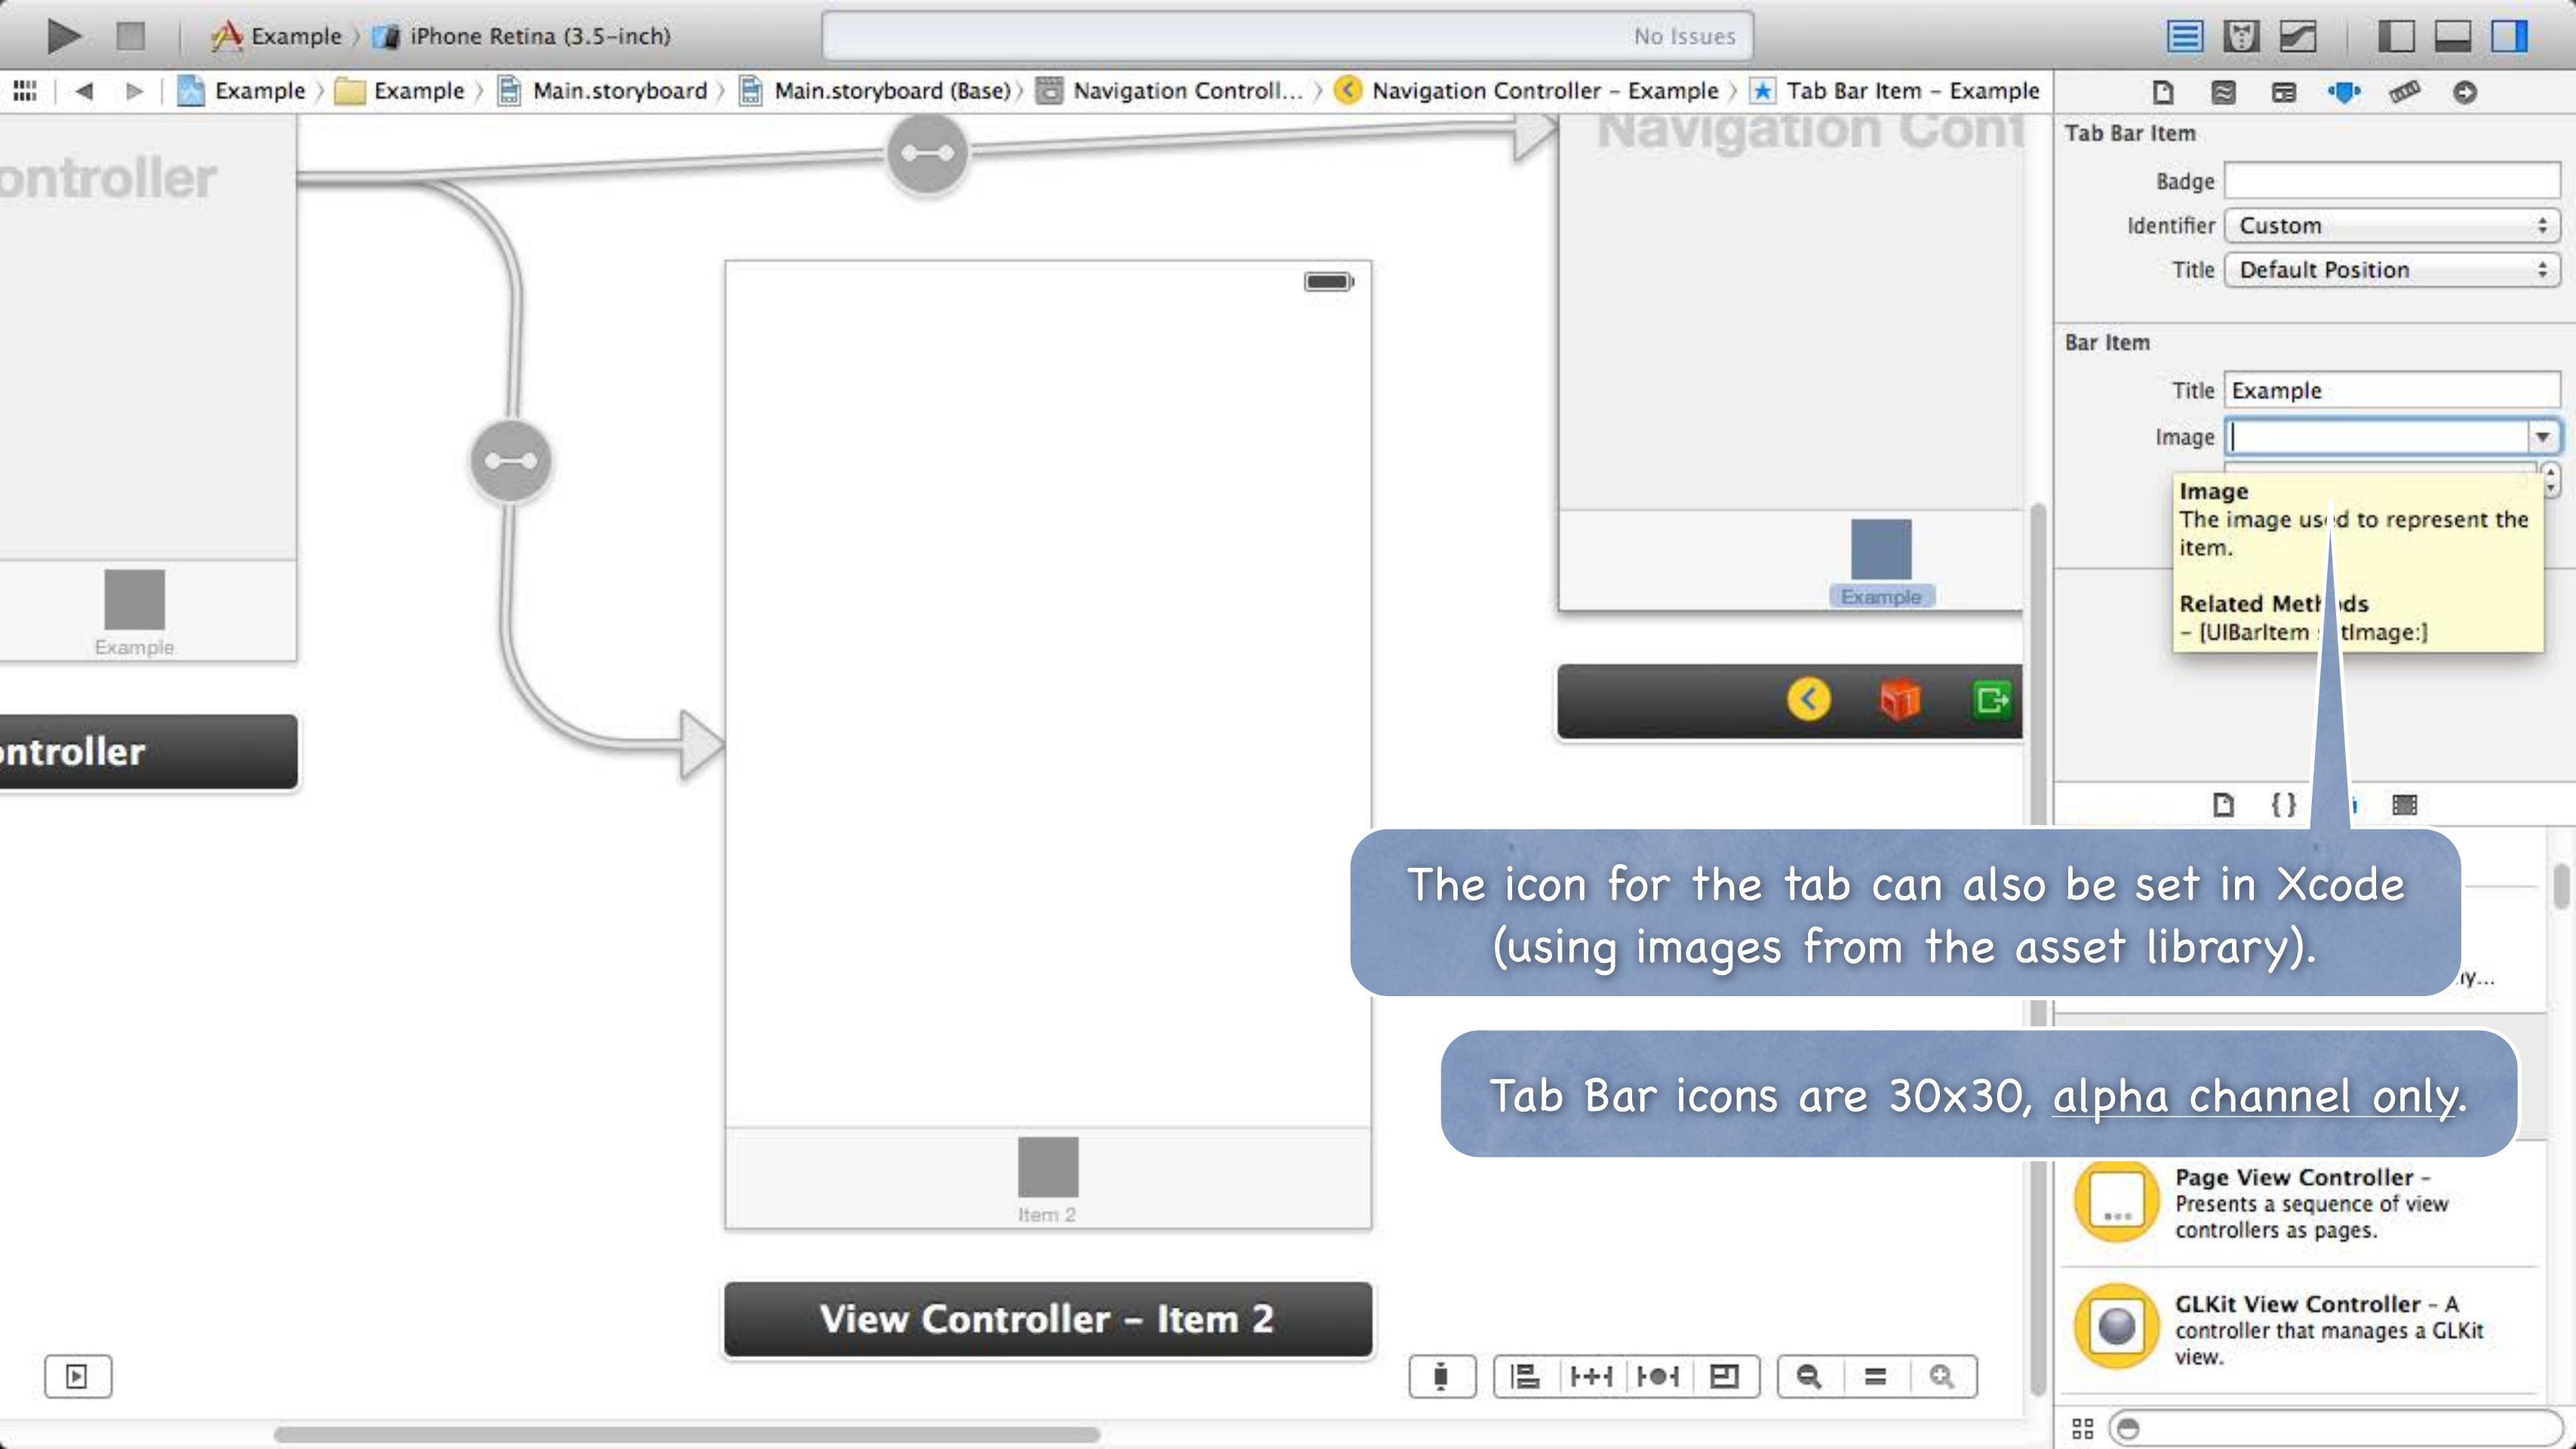 Example
iPhone Retina (3.5-inch)
No Issues
Example
Example
Main.storyboard
Main.storyboard (Base)
Navigation Controll...
Navigation Controller – Example
Tab Bar Item – Example
ontroller
Navigation Cont
Tab Bar Item
Badge
Identifier Custom
Title Default Position
Bar Item
Title Example
Image
Image
The image used to represent the
item.
Related Methods
– [UIBarItem setImage:]
Example
Example
ontroller
{}
The icon for the tab can also be set in Xcode
(using images from the asset library).
Tab Bar icons are 30x30, alpha channel only.
Item 2
View Controller – Item 2
Page View Controller –
Presents a sequence of view
controllers as pages.
GLKit View Controller – A
controller that manages a GLKit
view.